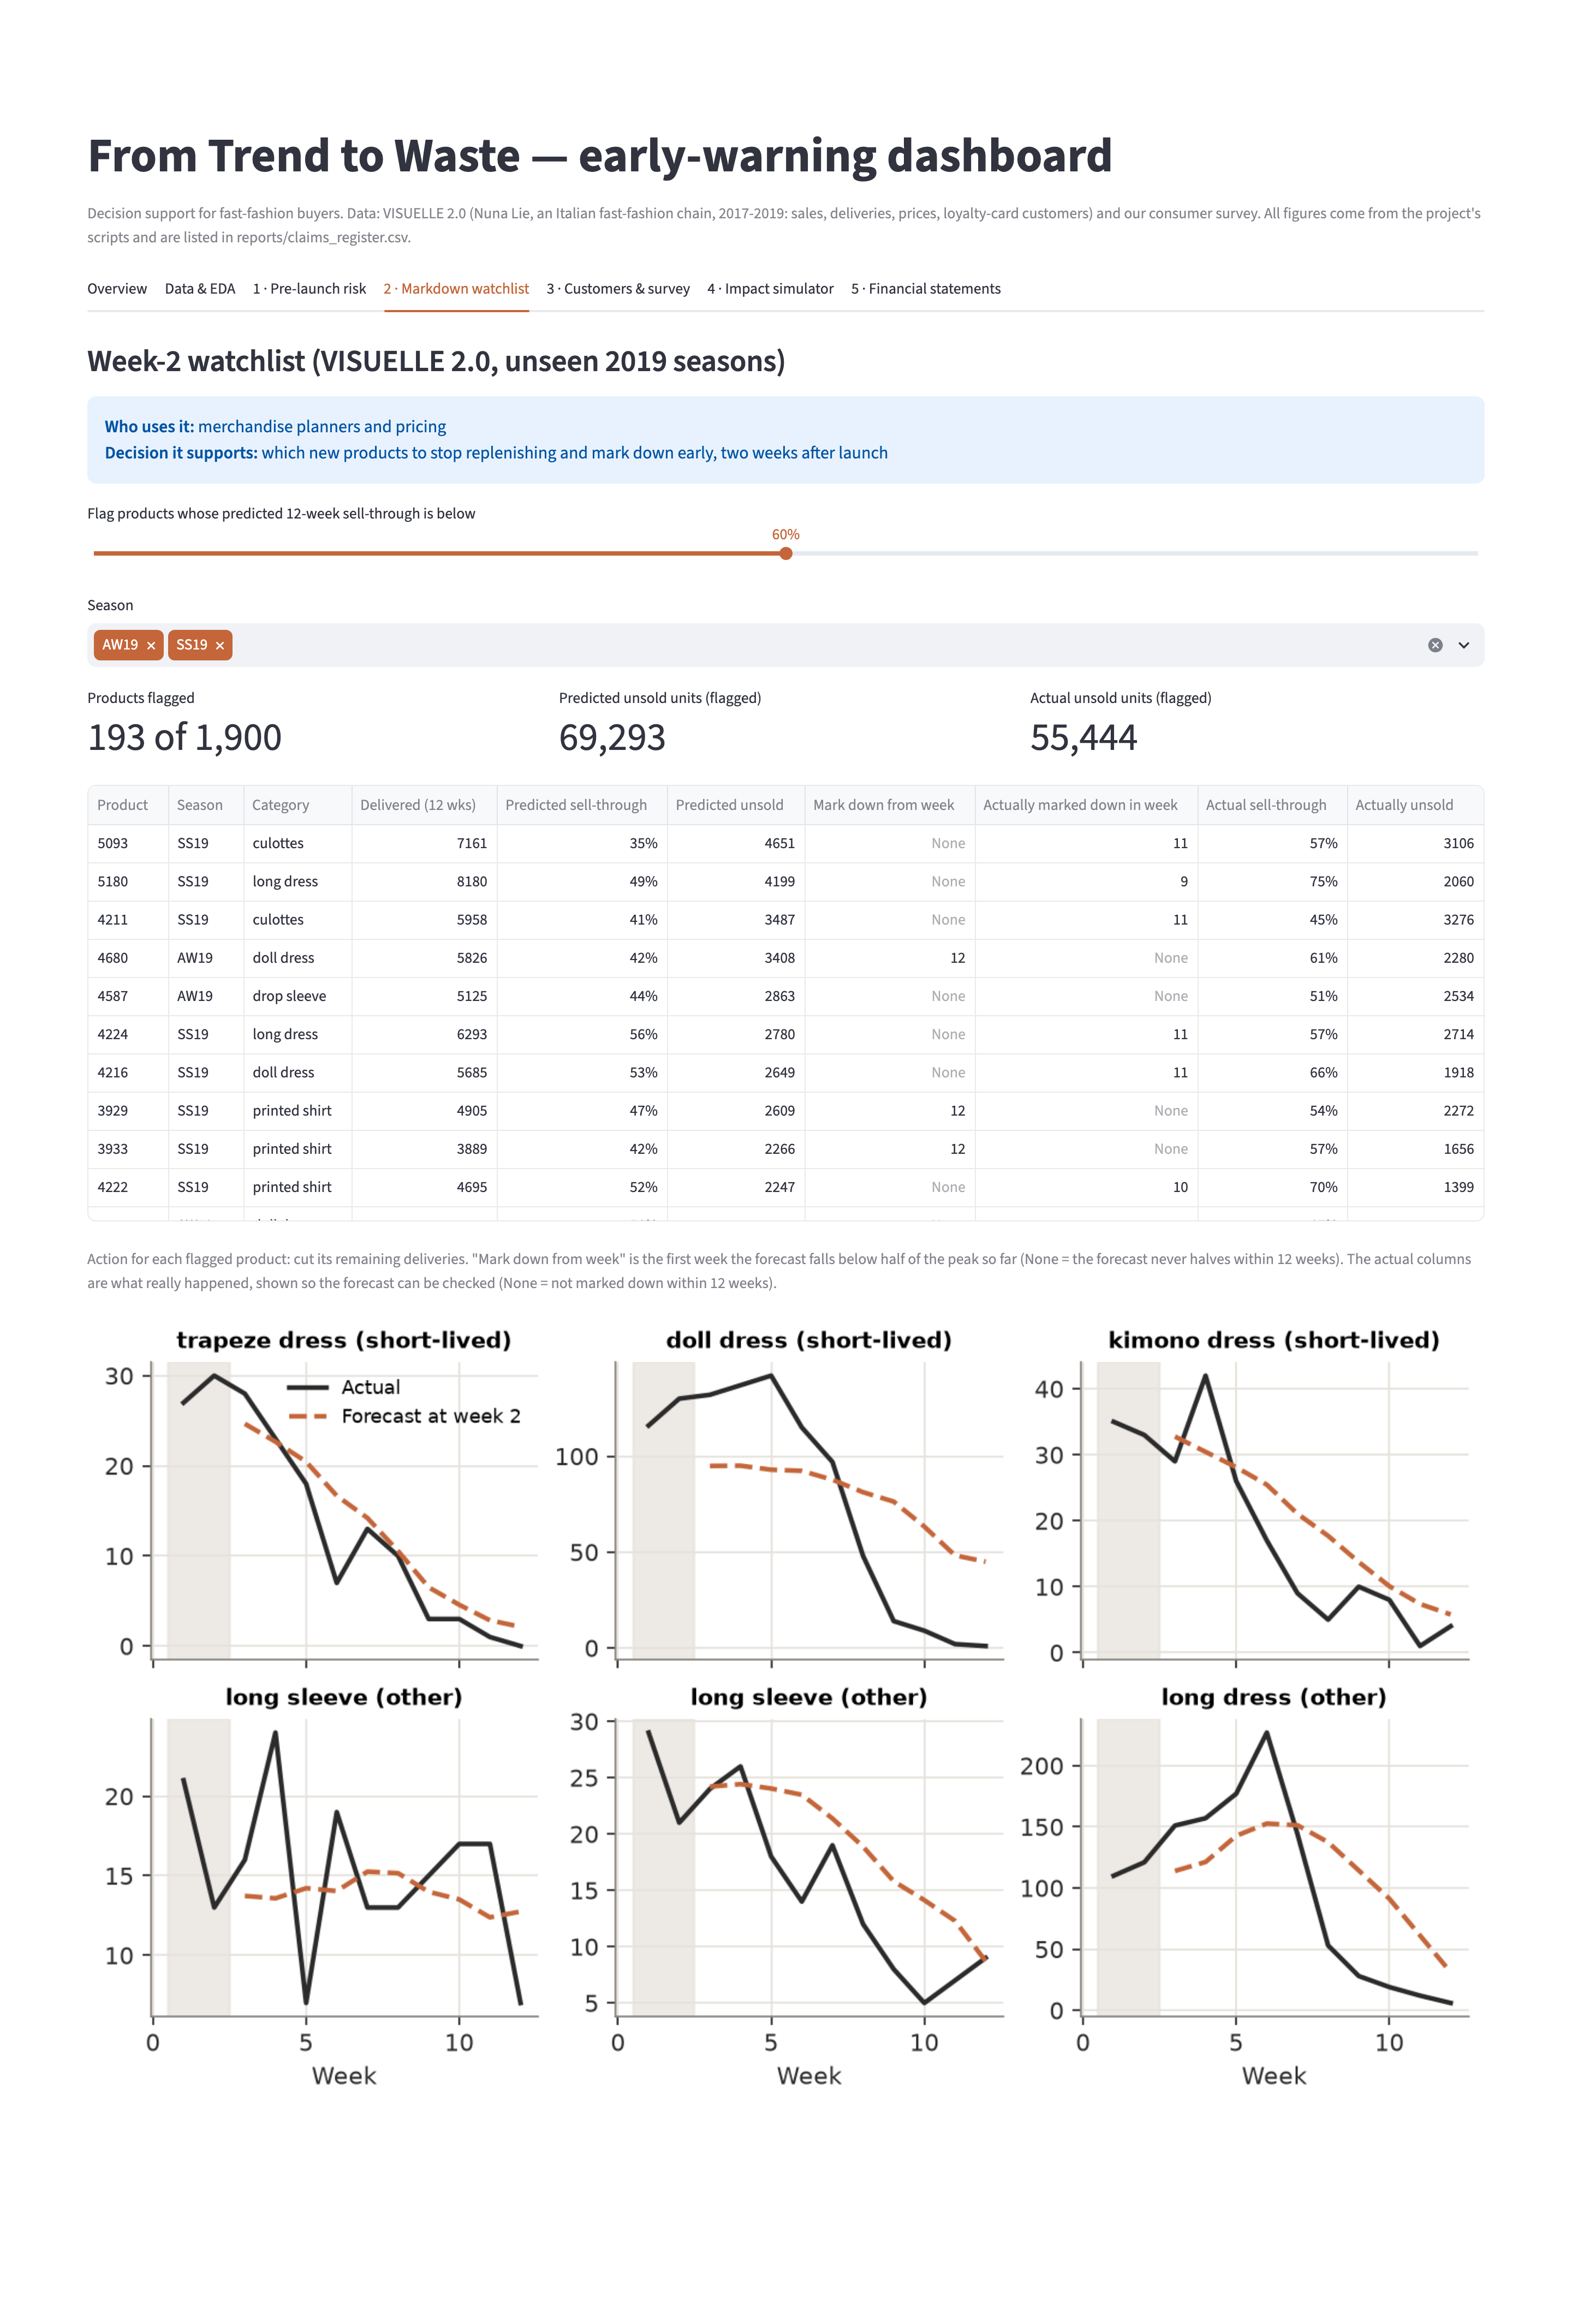 From Trend to Waste — early-warning dashboard
Decision support for fast-fashion buyers. Data: VISUELLE 2.0 (Nuna Lie, an Italian fast-fashion chain, 2017-2019: sales, deliveries, prices, loyalty-card customers) and our consumer survey. All figures come from the project's
scripts and are listed in reports/claims_register.csv.
Overview Data & EDA 1 · Pre-launch risk 2 · Markdown watchlist 3 · Customers & survey 4 · Impact simulator 5 · Financial statements
Week-2 watchlist (VISUELLE 2.0, unseen 2019 seasons)
Who uses it: merchandise planners and pricing
Decision it supports: which new products to stop replenishing and mark down early, two weeks after launch
Flag products whose predicted 12-week sell-through is below
60%
Season
AW19 × SS19 ×
Products flagged Predicted unsold units (flagged) Actual unsold units (flagged)
193 of 1,900 69,293 55,444
Product Season Category Delivered (12 wks) Predicted sell-through Predicted unsold Mark down from week Actually marked down in week Actual sell-through Actually unsold
5093 SS19 culottes 7161 35% 4651 None 11 57% 3106
5180 SS19 long dress 8180 49% 4199 None 9 75% 2060
4211 SS19 culottes 5958 41% 3487 None 11 45% 3276
4680 AW19 doll dress 5826 42% 3408 12 None 61% 2280
4587 AW19 drop sleeve 5125 44% 2863 None None 51% 2534
4224 SS19 long dress 6293 56% 2780 None 11 57% 2714
4216 SS19 doll dress 5685 53% 2649 None 11 66% 1918
3929 SS19 printed shirt 4905 47% 2609 12 None 54% 2272
3933 SS19 printed shirt 3889 42% 2266 12 None 57% 1656
4222 SS19 printed shirt 4695 52% 2247 None 10 70% 1399
Action for each flagged product: cut its remaining deliveries. "Mark down from week" is the first week the forecast falls below half of the peak so far (None = the forecast never halves within 12 weeks). The actual columns
are what really happened, shown so the forecast can be checked (None = not marked down within 12 weeks).
trapeze dress (short-lived) doll dress (short-lived) kimono dress (short-lived)
Actual
Forecast at week 2
30
20
10
0
100
50
0
40
30
20
10
0
long sleeve (other) long sleeve (other) long dress (other)
20
15
10
30
25
20
15
10
5
200
150
100
50
0
0 5 10 0 5 10 0 5 10
Week Week Week